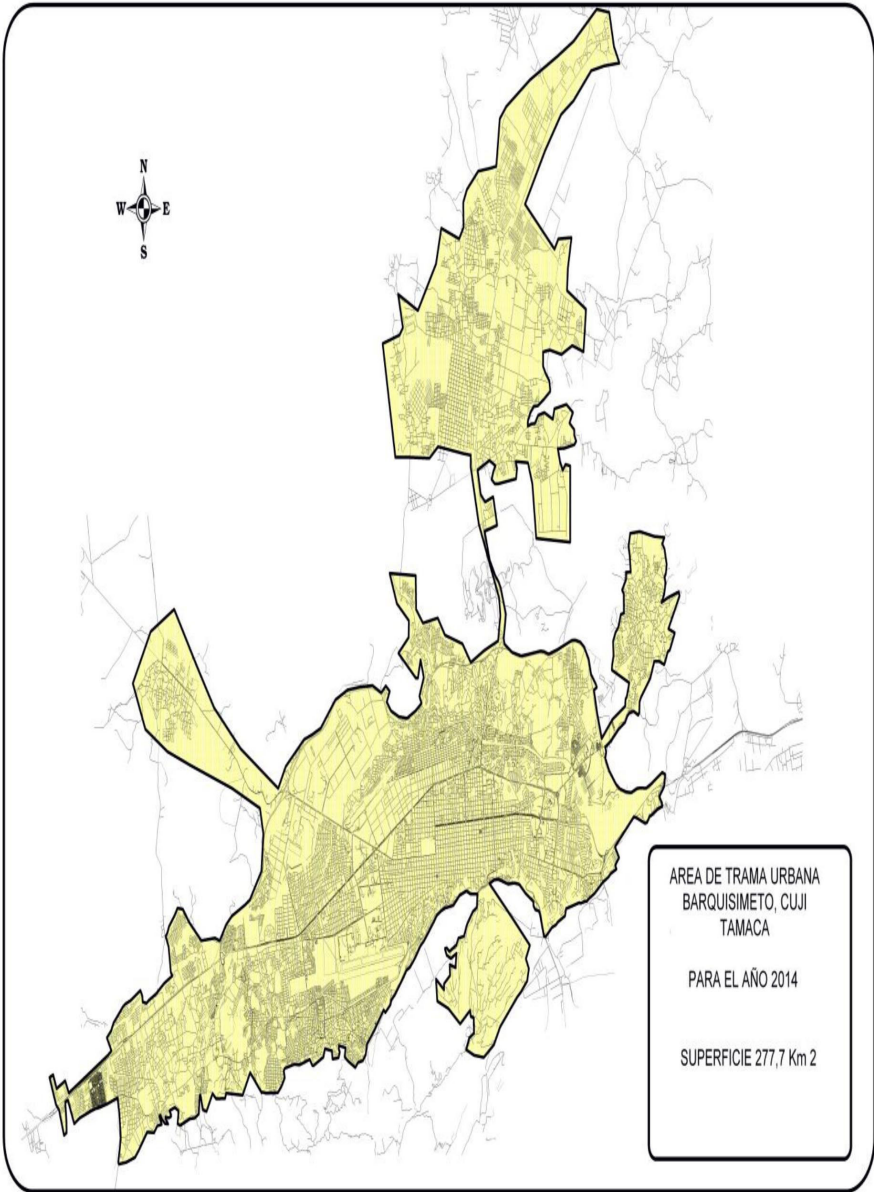 N
W E
S
AREA DE TRAMA URBANA
BARQUISIMETO, CUJI
TAMACA
PARA EL AÑO 2014
SUPERFICIE 277,7 Km 2